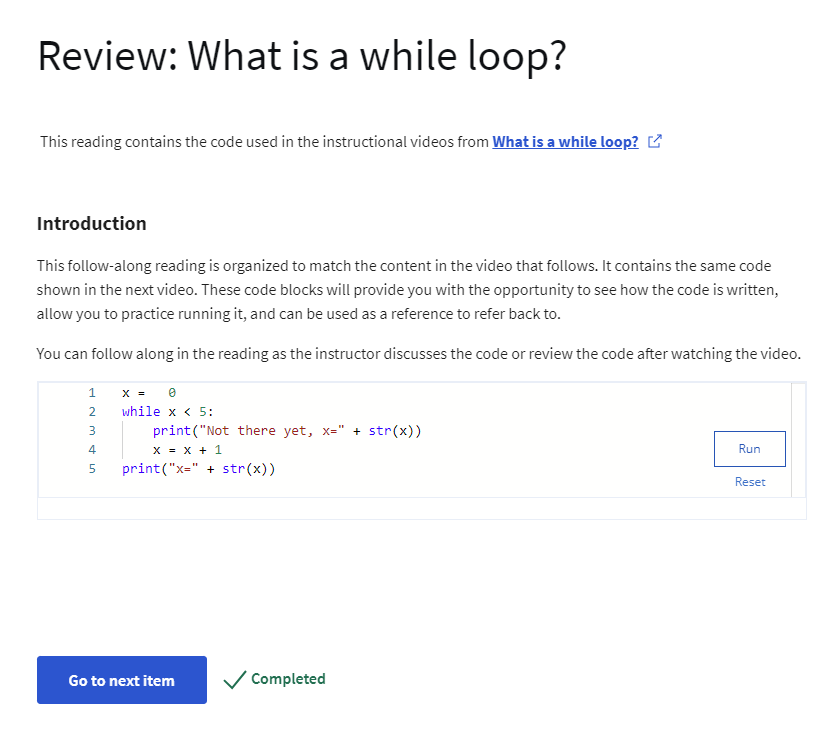 Review: What is a while loop?
This reading contains the code used in the instructional videos from What is a while loop?
Introduction
This follow-along reading is organized to match the content in the video that follows. It contains the same code
shown in the next video. These code blocks will provide you with the opportunity to see how the code is written,
allow you to practice running it, and can be used as a reference to refer back to.
You can follow along in the reading as the instructor discusses the code or review the code after watching the video.
1 x =   0
2 while x < 5:
3     print("Not there yet, x=" + str(x))
4     x = x + 1
5 print("x=" + str(x))
Run
Reset
Go to next item
Completed